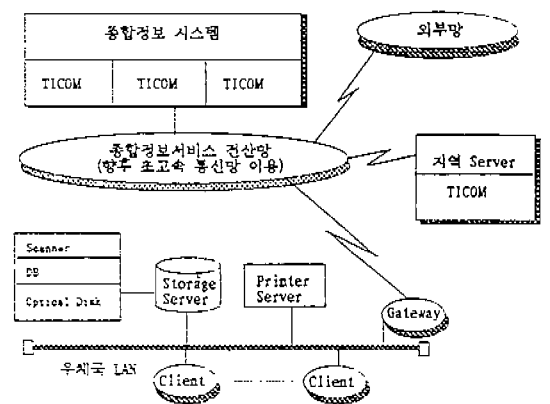 종합정보 시스템
TICOM TICOM TICOM
외부망
종합정보서비스 전산망
(향후 초고속 통신망 이용)
지역 Server
TICOM
Scanner
DB
Optical Disk
Storage
Server
Printer
Server
Gateway
우체국 LAN
Client
Client